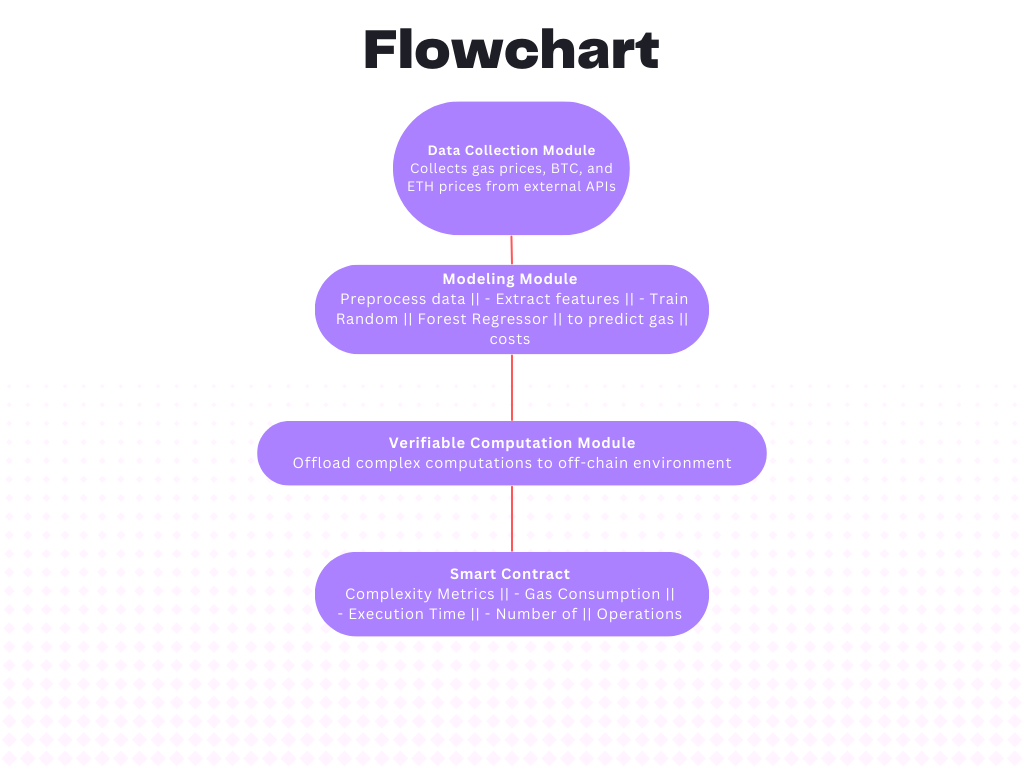 Flowchart
Data Collection Module
Collects gas prices, BTC, and
ETH prices from external APIs
Modeling Module
Preprocess data || - Extract features || - Train
Random || Forest Regressor || to predict gas ||
costs
Verifiable Computation Module
Offload complex computations to off-chain environment
Smart Contract
Complexity Metrics || - Gas Consumption ||
- Execution Time || - Number of || Operations